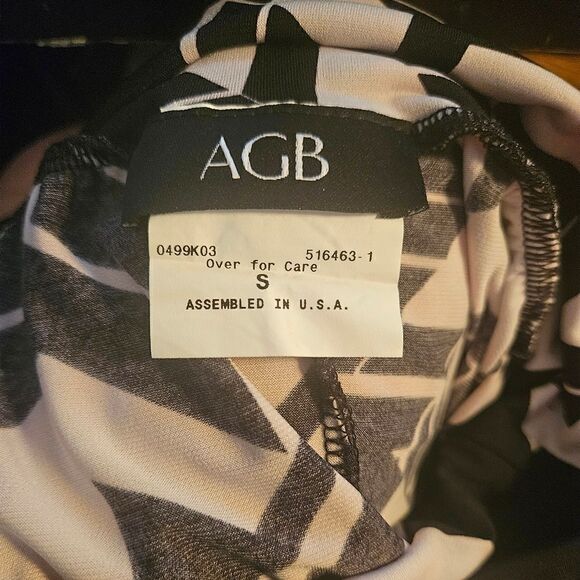 AGB
0499K03 516463-1
Over for Care
S
ASSEMBLED IN U.S.A.